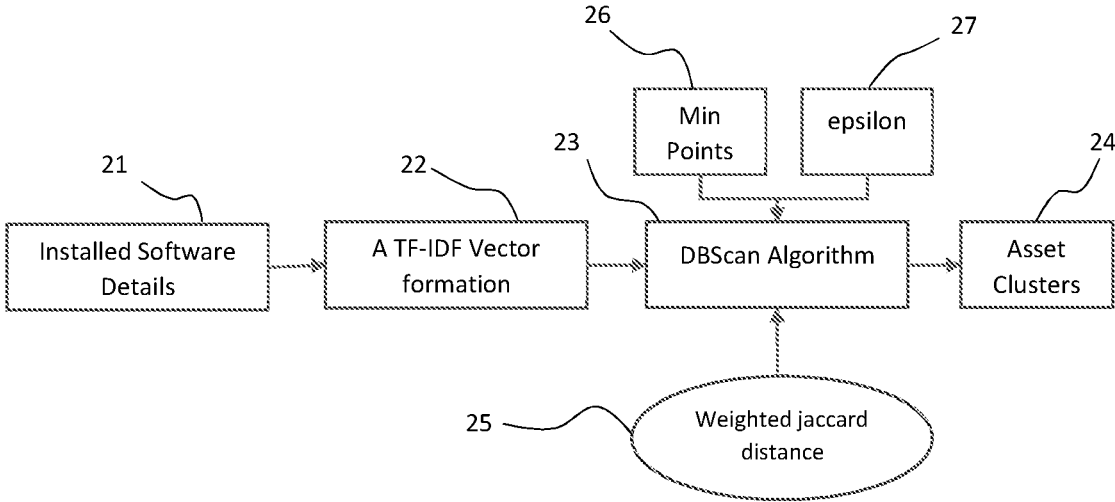 26
27
Min
Points
epsilon
21
22
23
24
Installed Software
Details
A TF-IDF Vector
formation
DBScan Algorithm
Asset
Clusters
25
Weighted jaccard
distance